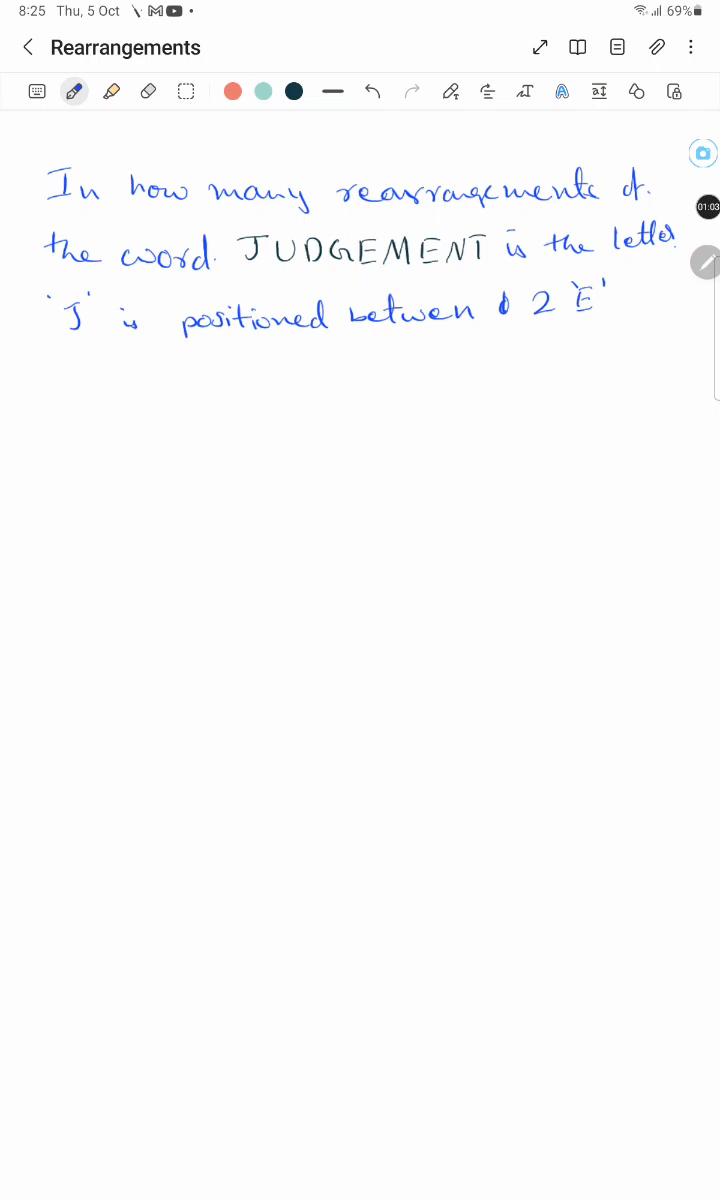 8:25 Thu, 5 Oct 69%
Rearrangements
01:03
In how many rearrangements of.
the word. JUDGEMENT is the letter
'J' is positioned betwen 2 'E'